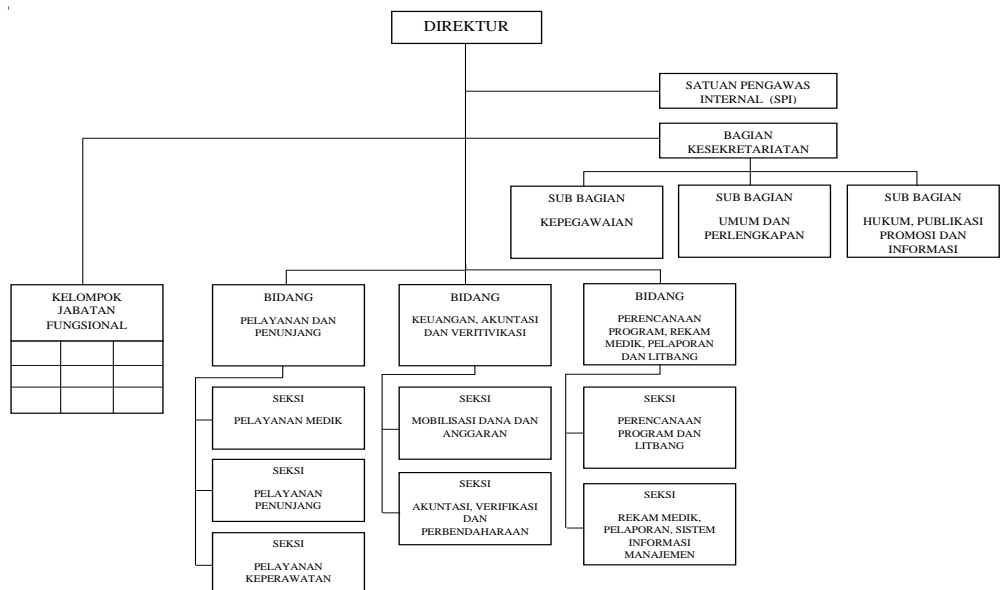 DIREKTUR
SATUAN PENGAWAS
INTERNAL (SPI)
BAGIAN
KESEKRETARIATAN
SUB BAGIAN
KEPEGAWAIAN
SUB BAGIAN
UMUM DAN
PERLENGKAPAN
SUB BAGIAN
HUKUM, PUBLIKASI
PROMOSI DAN
INFORMASI
KELOMPOK
JABATAN
FUNGSIONAL
BIDANG
PELAYANAN DAN
PENUNJANG
BIDANG
KEUANGAN, AKUNTASI
DAN VERITIVIKASI
BIDANG
PERENCANAAN
PROGRAM, REKAM
MEDIK, PELAPORAN
DAN LITBANG
SEKSI
PELAYANAN MEDIK
SEKSI
PELAYANAN
PENUNJANG
SEKSI
PELAYANAN
KEPERAWATAN
SEKSI
MOBILISASI DANA DAN
ANGGARAN
SEKSI
AKUNTASI, VERIFIKASI
DAN
PERBENDAHARAAN
SEKSI
PERENCANAAN
PROGRAM DAN
LITBANG
SEKSI
REKAM MEDIK,
PELAPORAN, SISTEM
INFORMASI
MANAJEMEN